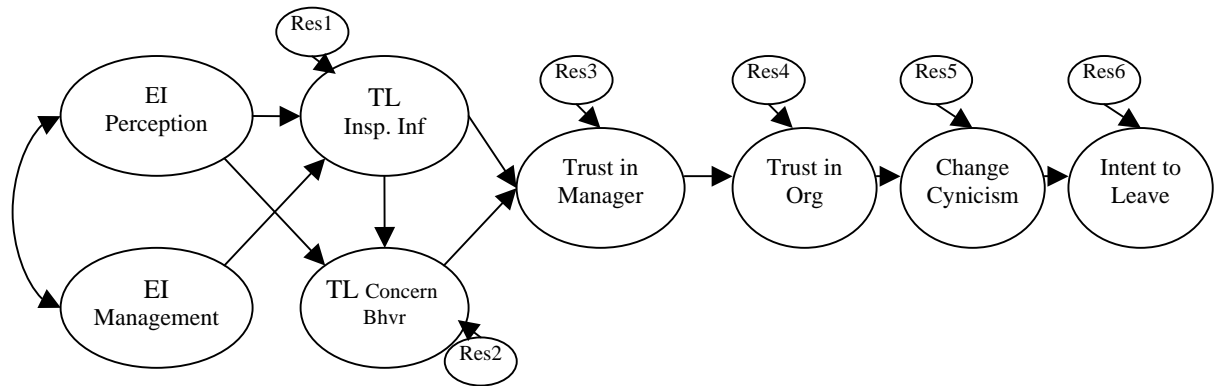 Res1
EI
Perception
TL
Insp. Inf
Res3
Trust in
Manager
Res4
Trust in
Org
Res5
Change
Cynicism
Res6
Intent to
Leave
EI
Management
TL Concern
Bhvr
Res2